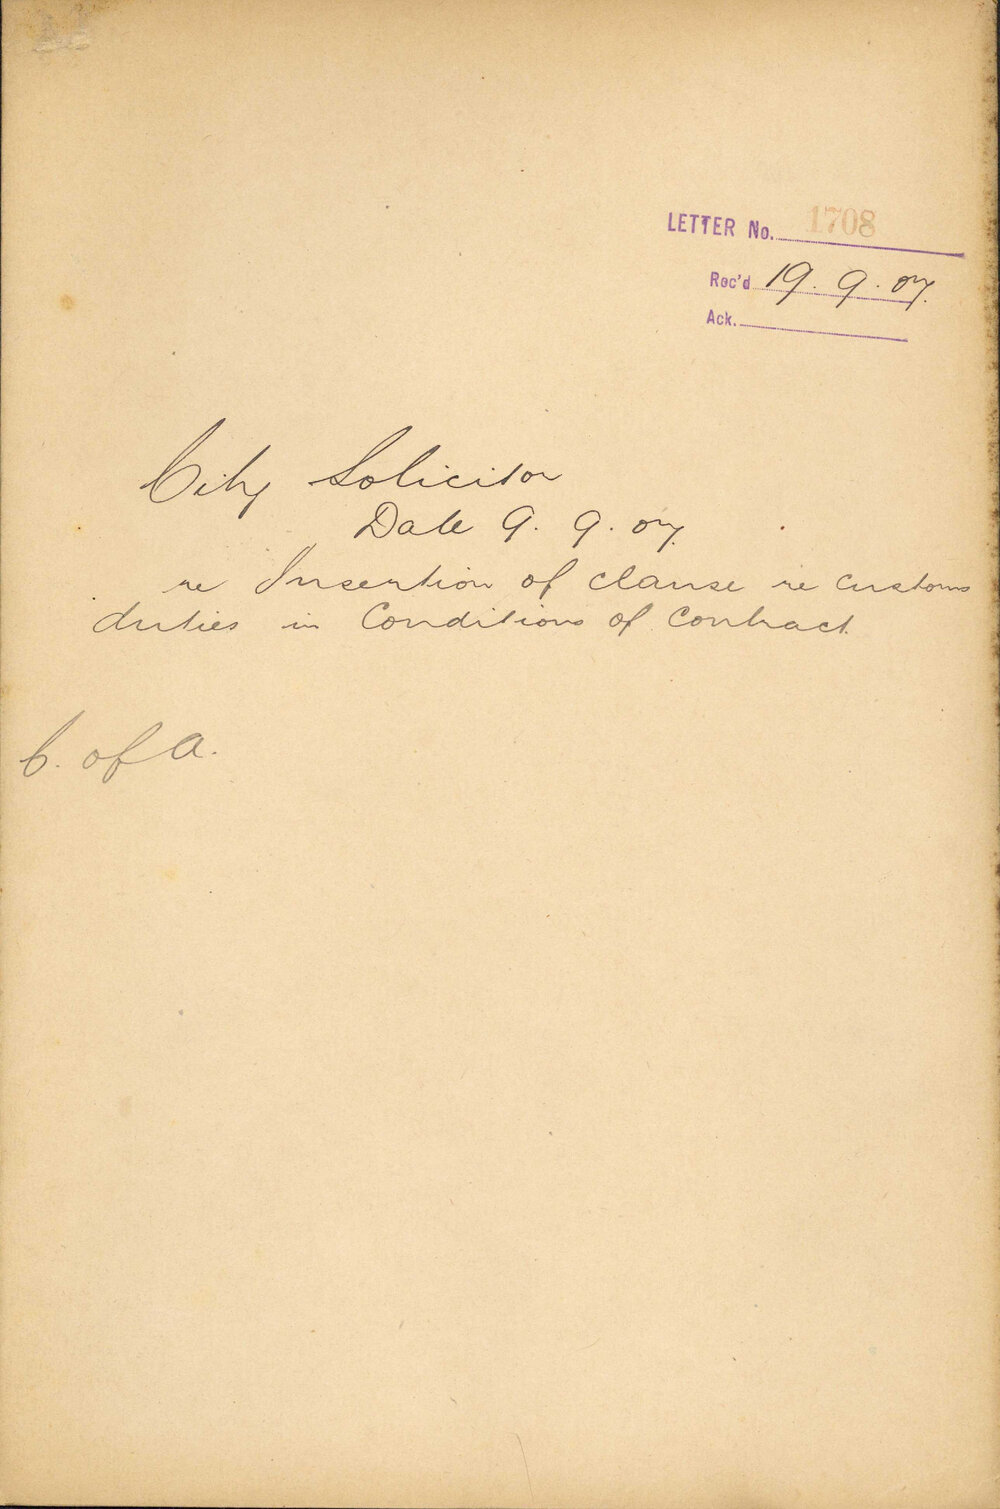 LETTER No. 1708
Rec'd 19. 9. 07.
Ack.
City Solicitor
Date 9. 9. 07.
re Insertion of clause re customs
duties in Conditions of Contract.
C. of A.